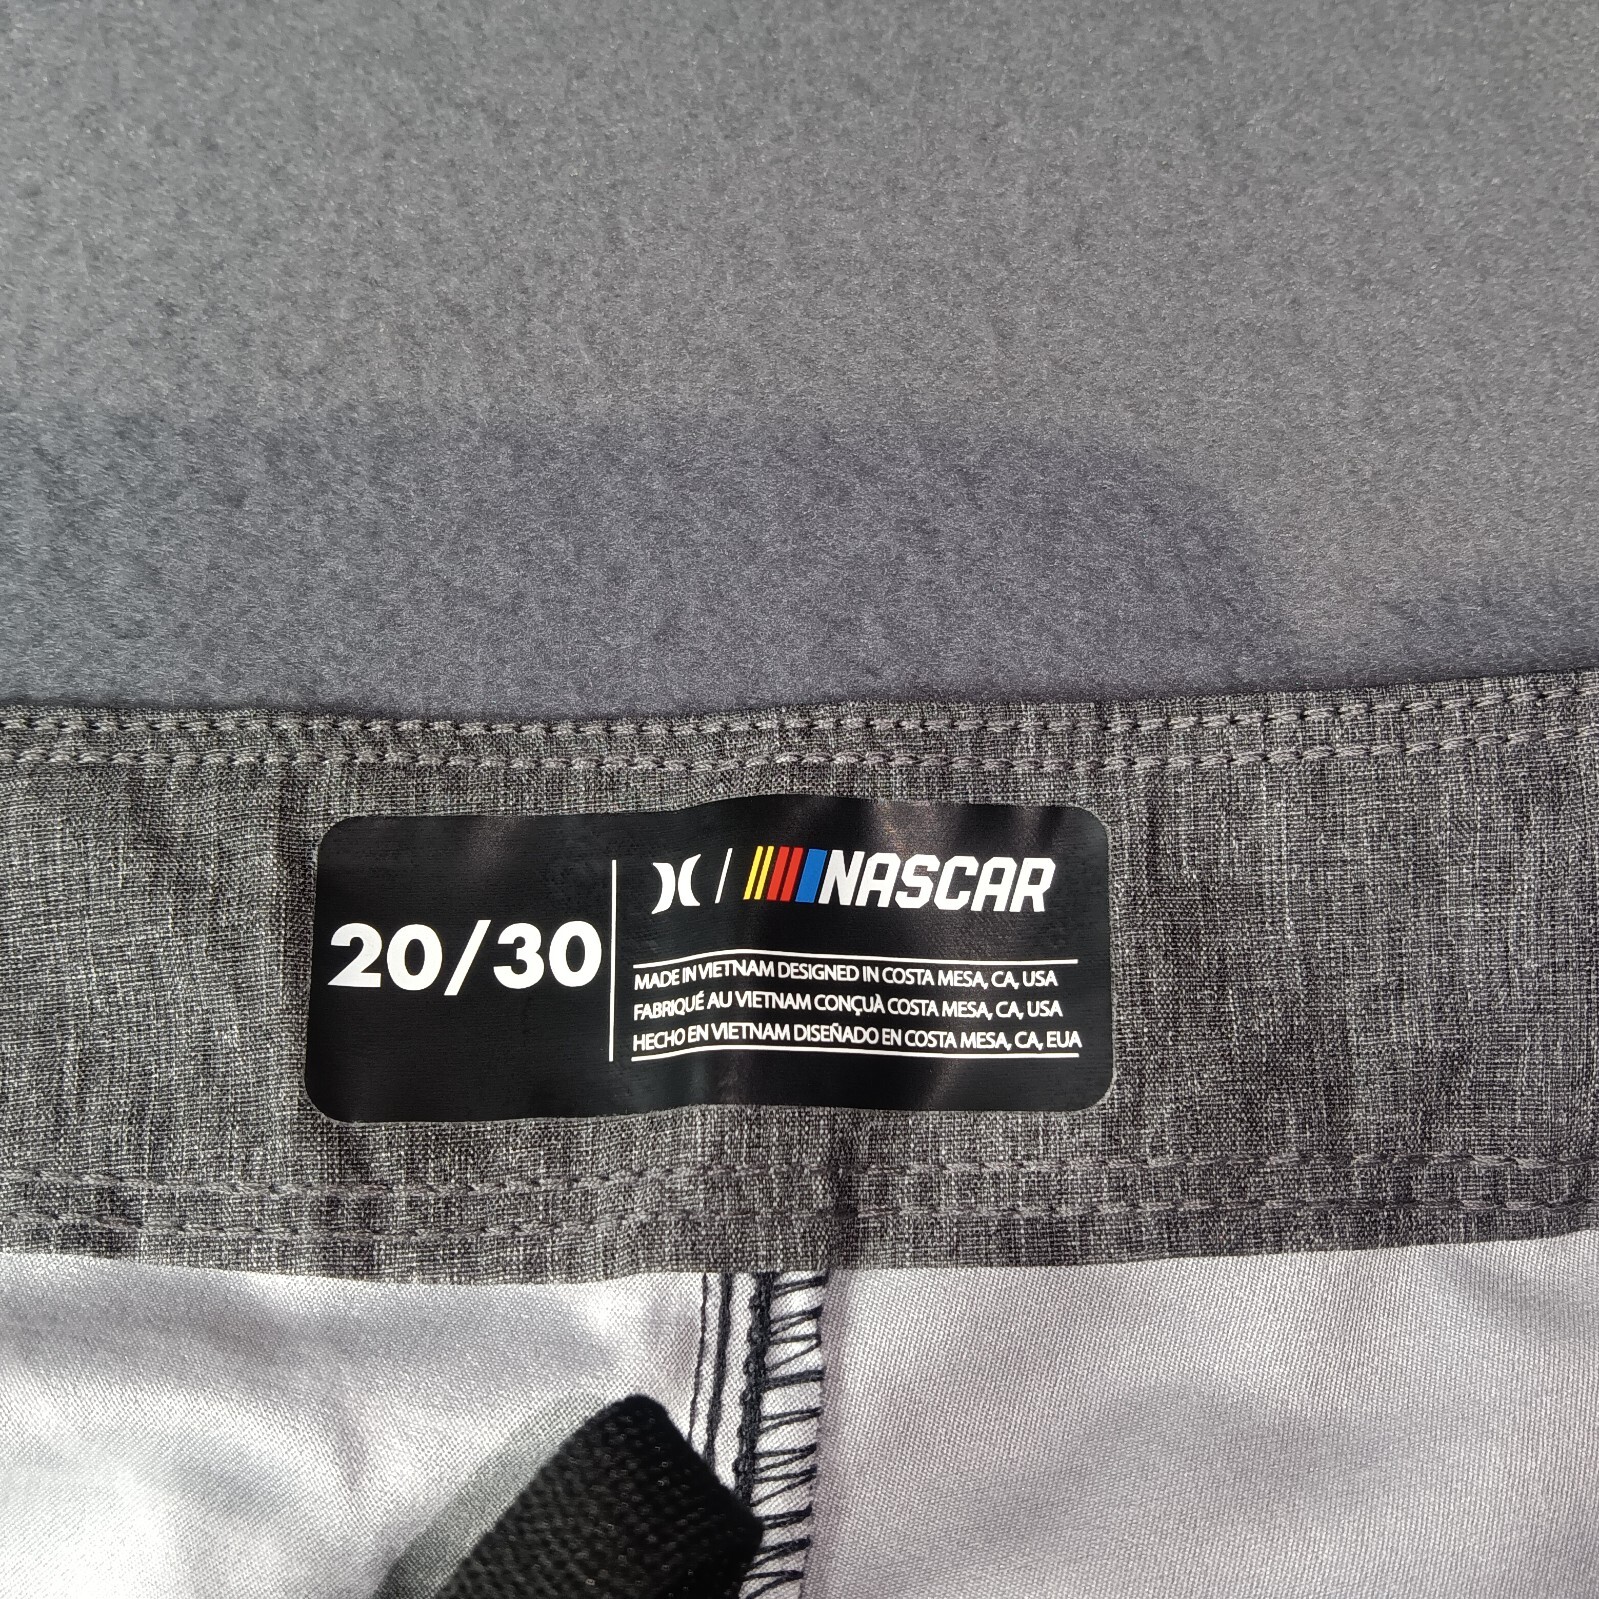 20/30
/ NASCAR
MADE IN VIETNAM DESIGNED IN COSTA MESA, CA, USA
FABRIQUÉ AU VIETNAM CONÇUÀ COSTA MESA, CA, USA
HECHO EN VIETNAM DISEÑADO EN COSTA MESA, CA, EUA